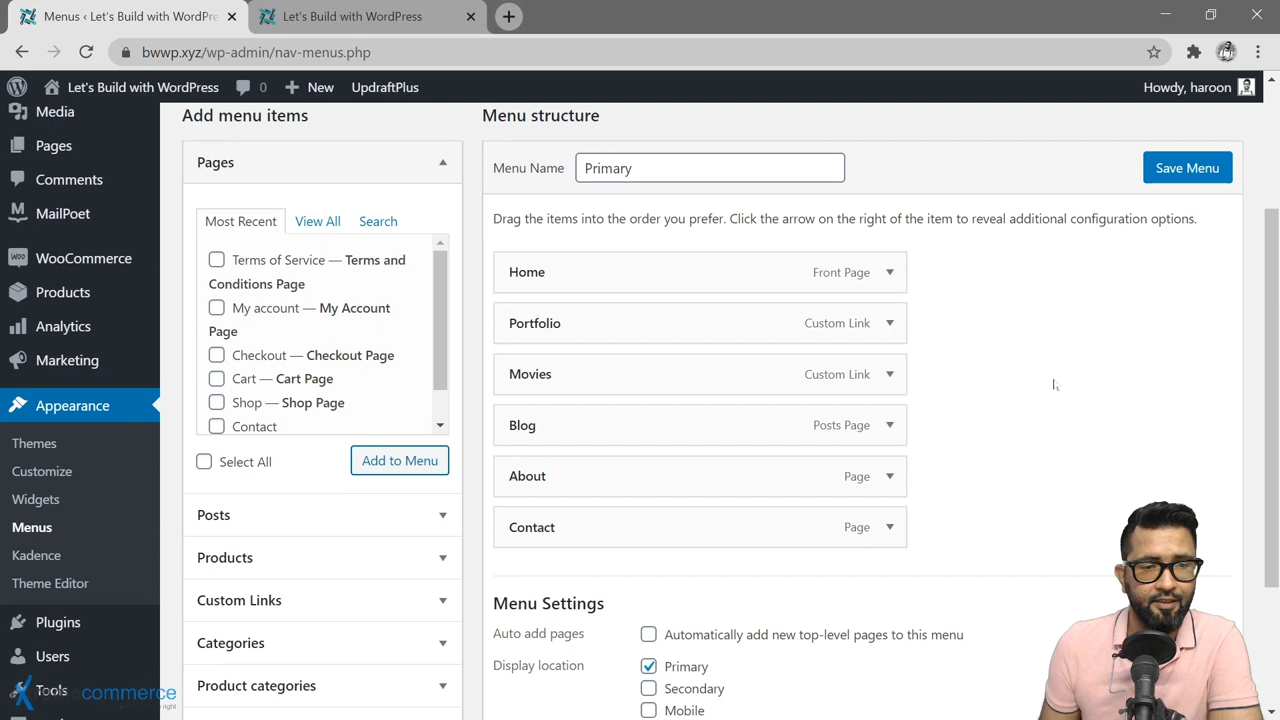 Menus ‹ Let's Build with WordPre
Let's Build with WordPress
bwwp.xyz/wp-admin/nav-menus.php
Let's Build with WordPress
0
New
UpdraftPlus
Howdy, haroon
Media
Pages
Comments
MailPoet
WooCommerce
Products
Analytics
Marketing
Appearance
Themes
Customize
Widgets
Menus
Kadence
Theme Editor
Plugins
Users
Tools
commerce
Add menu items
Pages
Most Recent
View All
Search
Terms of Service — Terms and
Conditions Page
My account — My Account
Page
Checkout — Checkout Page
Cart — Cart Page
Shop — Shop Page
Contact
Select All
Add to Menu
Posts
Products
Custom Links
Categories
Product categories
Menu structure
Menu Name
Primary
Save Menu
Drag the items into the order you prefer. Click the arrow on the right of the item to reveal additional configuration options.
Home Front Page
Portfolio Custom Link
Movies Custom Link
Blog Posts Page
About Page
Contact Page
Menu Settings
Auto add pages
Automatically add new top-level pages to this menu
Display location
Primary
Secondary
Mobile